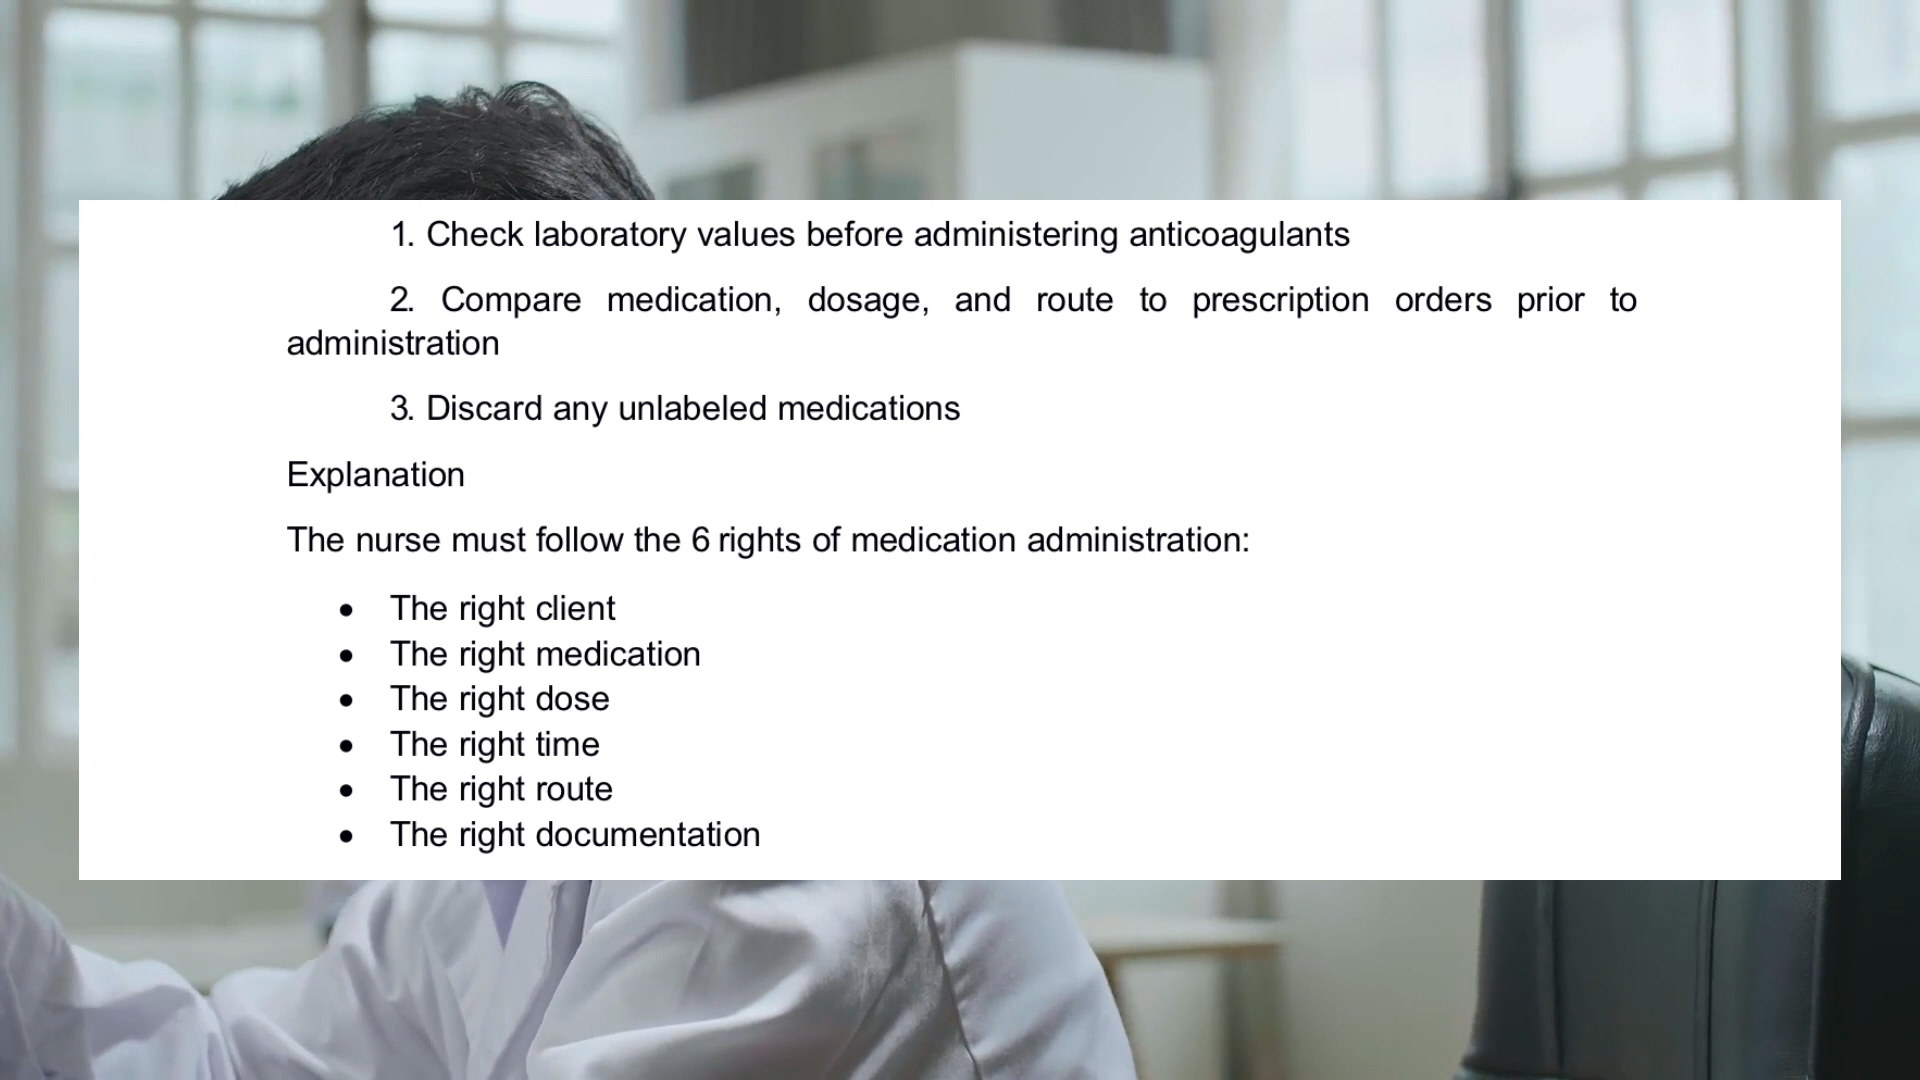 1. Check laboratory values before administering anticoagulants
2. Compare medication, dosage, and route to prescription orders prior to
administration
3. Discard any unlabeled medications
Explanation
The nurse must follow the 6 rights of medication administration:
• The right client
• The right medication
• The right dose
• The right time
• The right route
• The right documentation